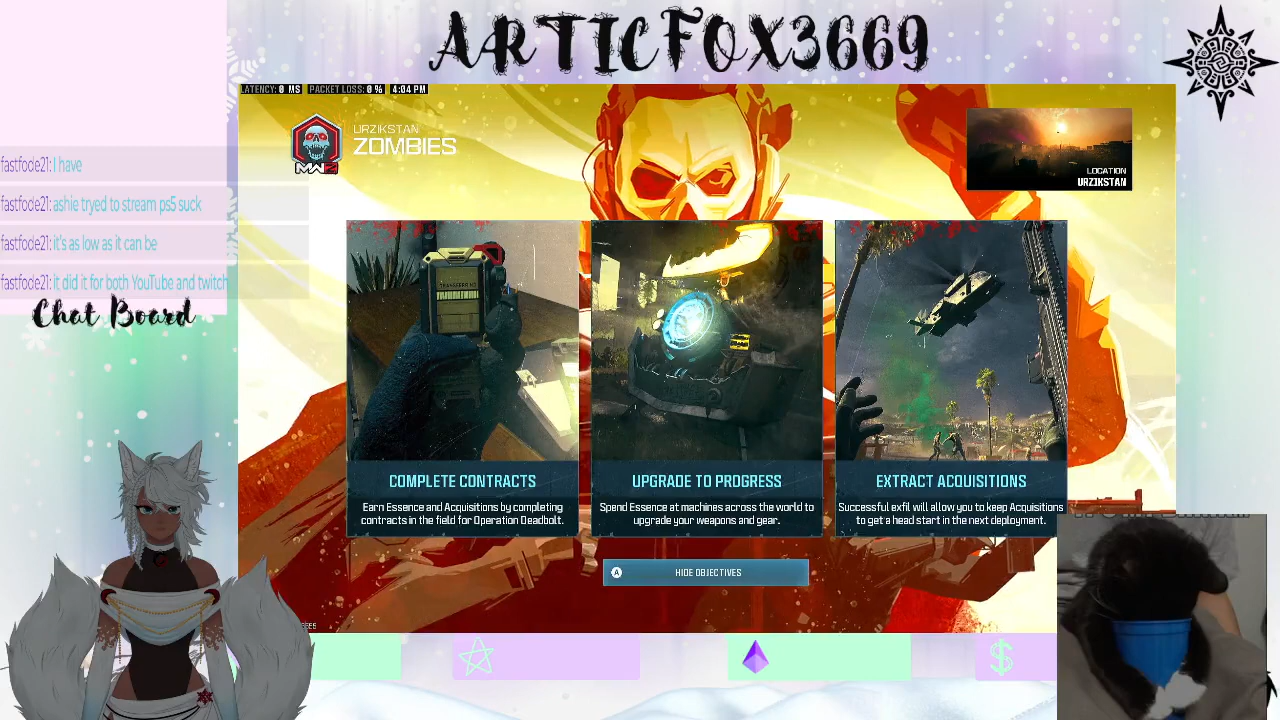 ARTICFOX3669
LATENCY: 0 MS PACKET LOSS: 0 % 4:04 PM
URZIKSTAN
ZOMBIES
MWZ
LOCATION
URZIKSTAN
fastfode21: I have
fastfode21: ashie tryed to stream ps5 suck
fastfode21: it's as low as it can be
fastfode21: It did it for both YouTube and twitch
Chat Board
COMPLETE CONTRACTS
Earn Essence and Acquisitions by completing
contracts in the field for Operation Deadbolt.
UPGRADE TO PROGRESS
Spend Essence at machines across the world to
upgrade your weapons and gear.
EXTRACT ACQUISITIONS
Successful exfil will allow you to keep Acquisitions
to get a head start in the next deployment.
A HIDE OBJECTIVES
$